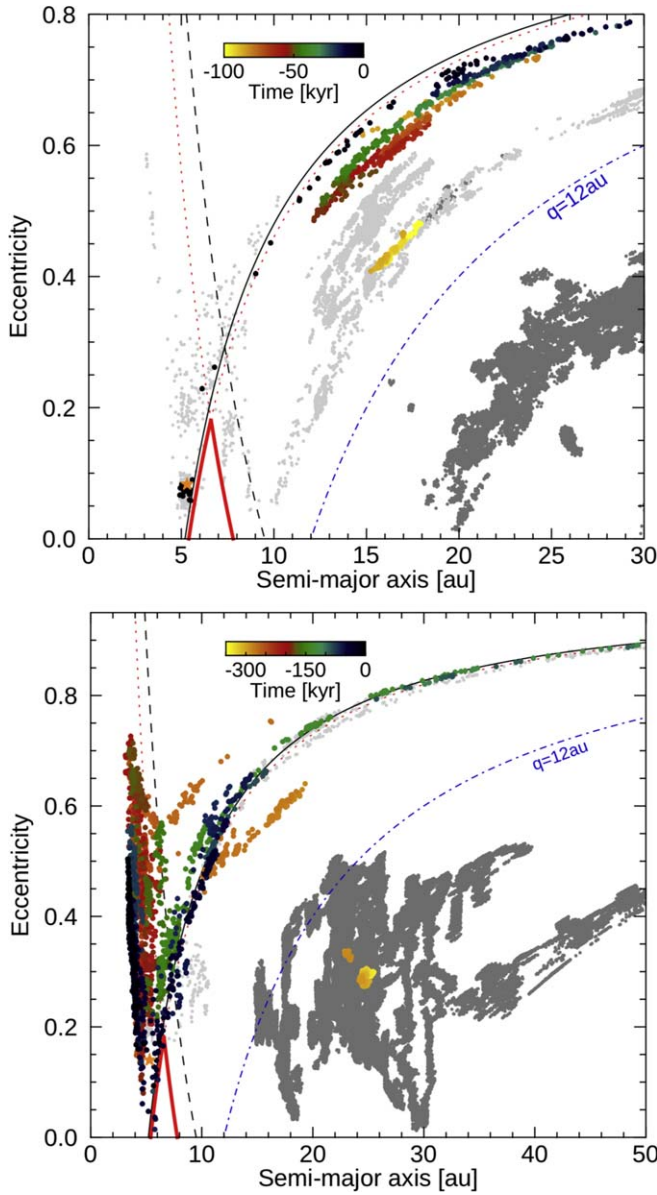 0.8
-100 -50 0
Time [kyr]
0.6
q=12au
Eccentricity
0.4
0.2
0.0
0 5 10 15 20 25 30
Semi-major axis [au]
-300 -150 0
Time [kyr]
0.8
q=12au
0.6
Eccentricity
0.4
0.2
0.0
0 10 20 30 40 50
Semi-major axis [au]